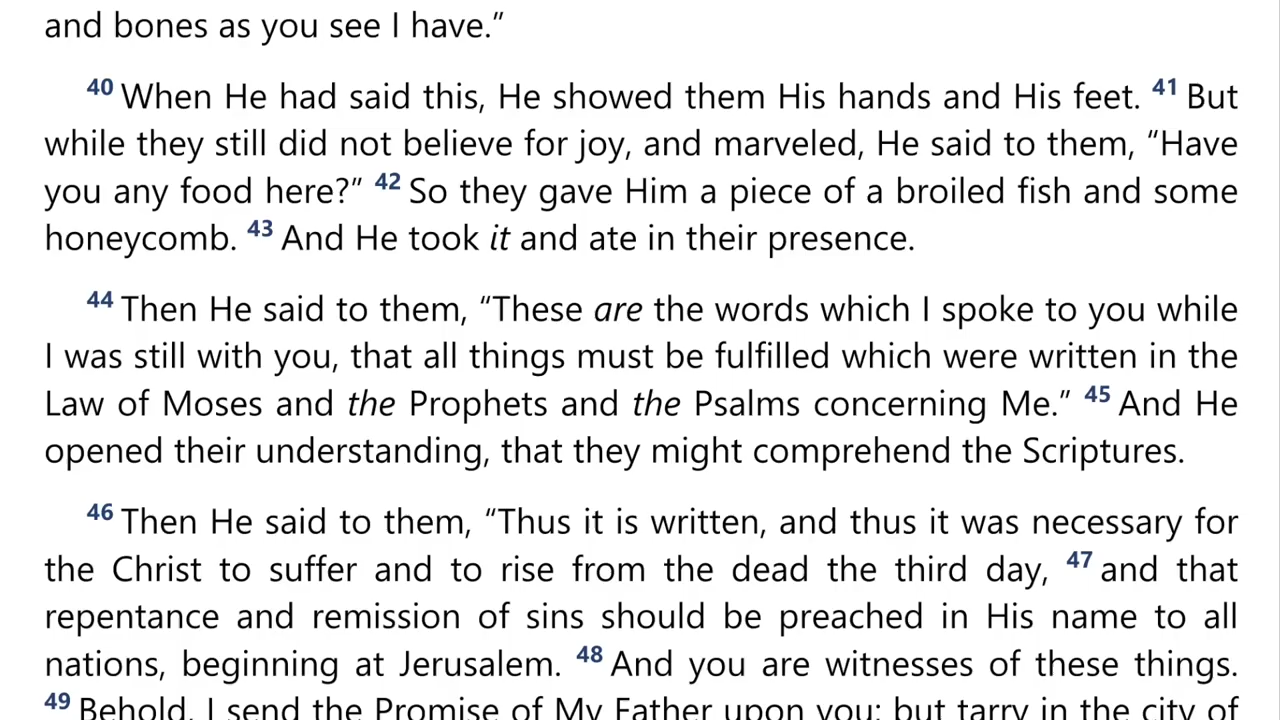 and bones as you see I have.”
40 When He had said this, He showed them His hands and His feet. 41 But
while they still did not believe for joy, and marveled, He said to them, “Have
you any food here?” 42 So they gave Him a piece of a broiled fish and some
honeycomb. 43 And He took it and ate in their presence.
44 Then He said to them, “These are the words which I spoke to you while
I was still with you, that all things must be fulfilled which were written in the
Law of Moses and the Prophets and the Psalms concerning Me.” 45 And He
opened their understanding, that they might comprehend the Scriptures.
46 Then He said to them, “Thus it is written, and thus it was necessary for
the Christ to suffer and to rise from the dead the third day, 47 and that
repentance and remission of sins should be preached in His name to all
nations, beginning at Jerusalem. 48 And you are witnesses of these things.
49 Behold, I send the Promise of My Father upon you; but tarry in the city of